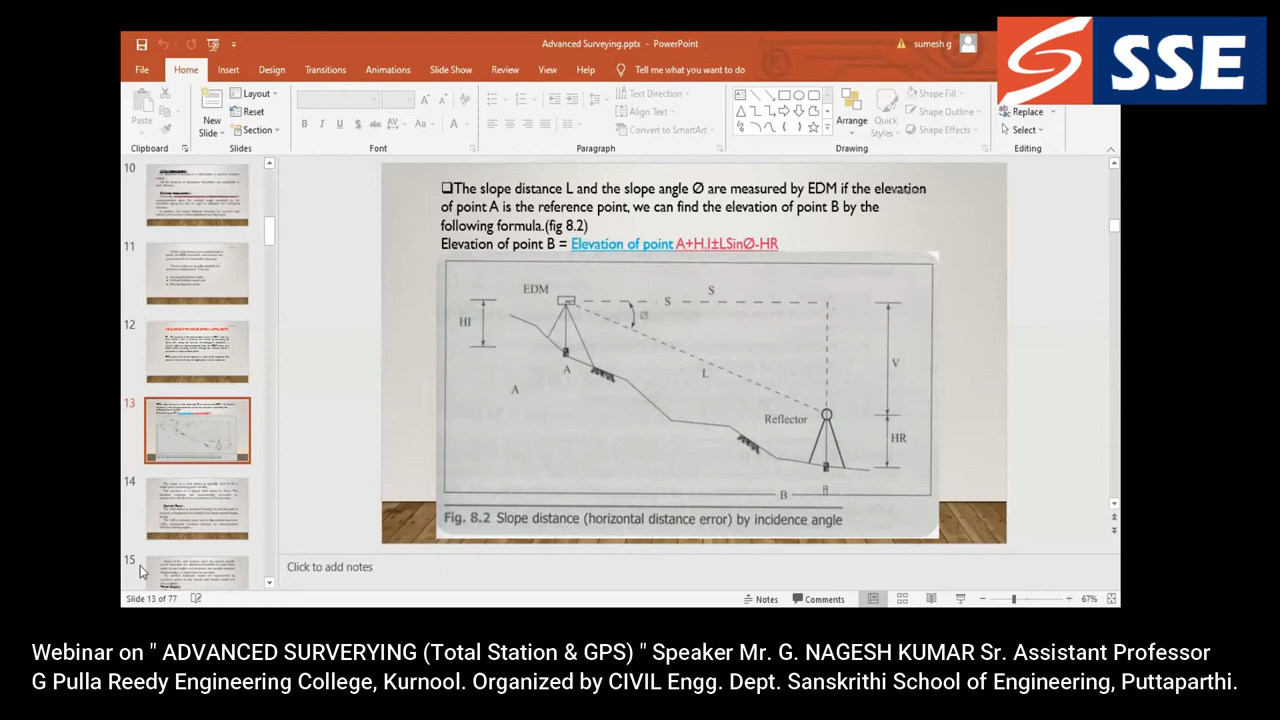 Advanced Surveying.pptx - PowerPoint
sumesh g
SSE
File Home Insert Design Transitions Animations Slide Show Review View Help Tell me what you want to do
Paste
New
Slide
Layout
Reset
Section
Text Direction
Align Text
Convert to SmartArt
Arrange
Quick
Styles
Shape Fill
Shape Outline
Shape Effects
Replace
Select
Clipboard Slides Font Paragraph Drawing Editing
B I U S abc AV Aa A
10
11
12
13
14
15
The slope distance L and the slope angle Ø are measured by EDM if the elevation
of point A is the reference point, we can find the elevation of point B by the
following formula.(fig 8.2)
Elevation of point B = Elevation of point A+H.I±LSinØ-HR
EDM
S
S
HI
Ø
V
A
L
A
Reflector
HR
B
B
Fig. 8.2 Slope distance (horizontal distance error) by incidence angle
Click to add notes
Slide 13 of 77
Notes Comments
67%
Webinar on " ADVANCED SURVERYING (Total Station & GPS) " Speaker Mr. G. NAGESH KUMAR Sr. Assistant Professor
G Pulla Reedy Engineering College, Kurnool. Organized by CIVIL Engg. Dept. Sanskrithi School of Engineering, Puttaparthi.